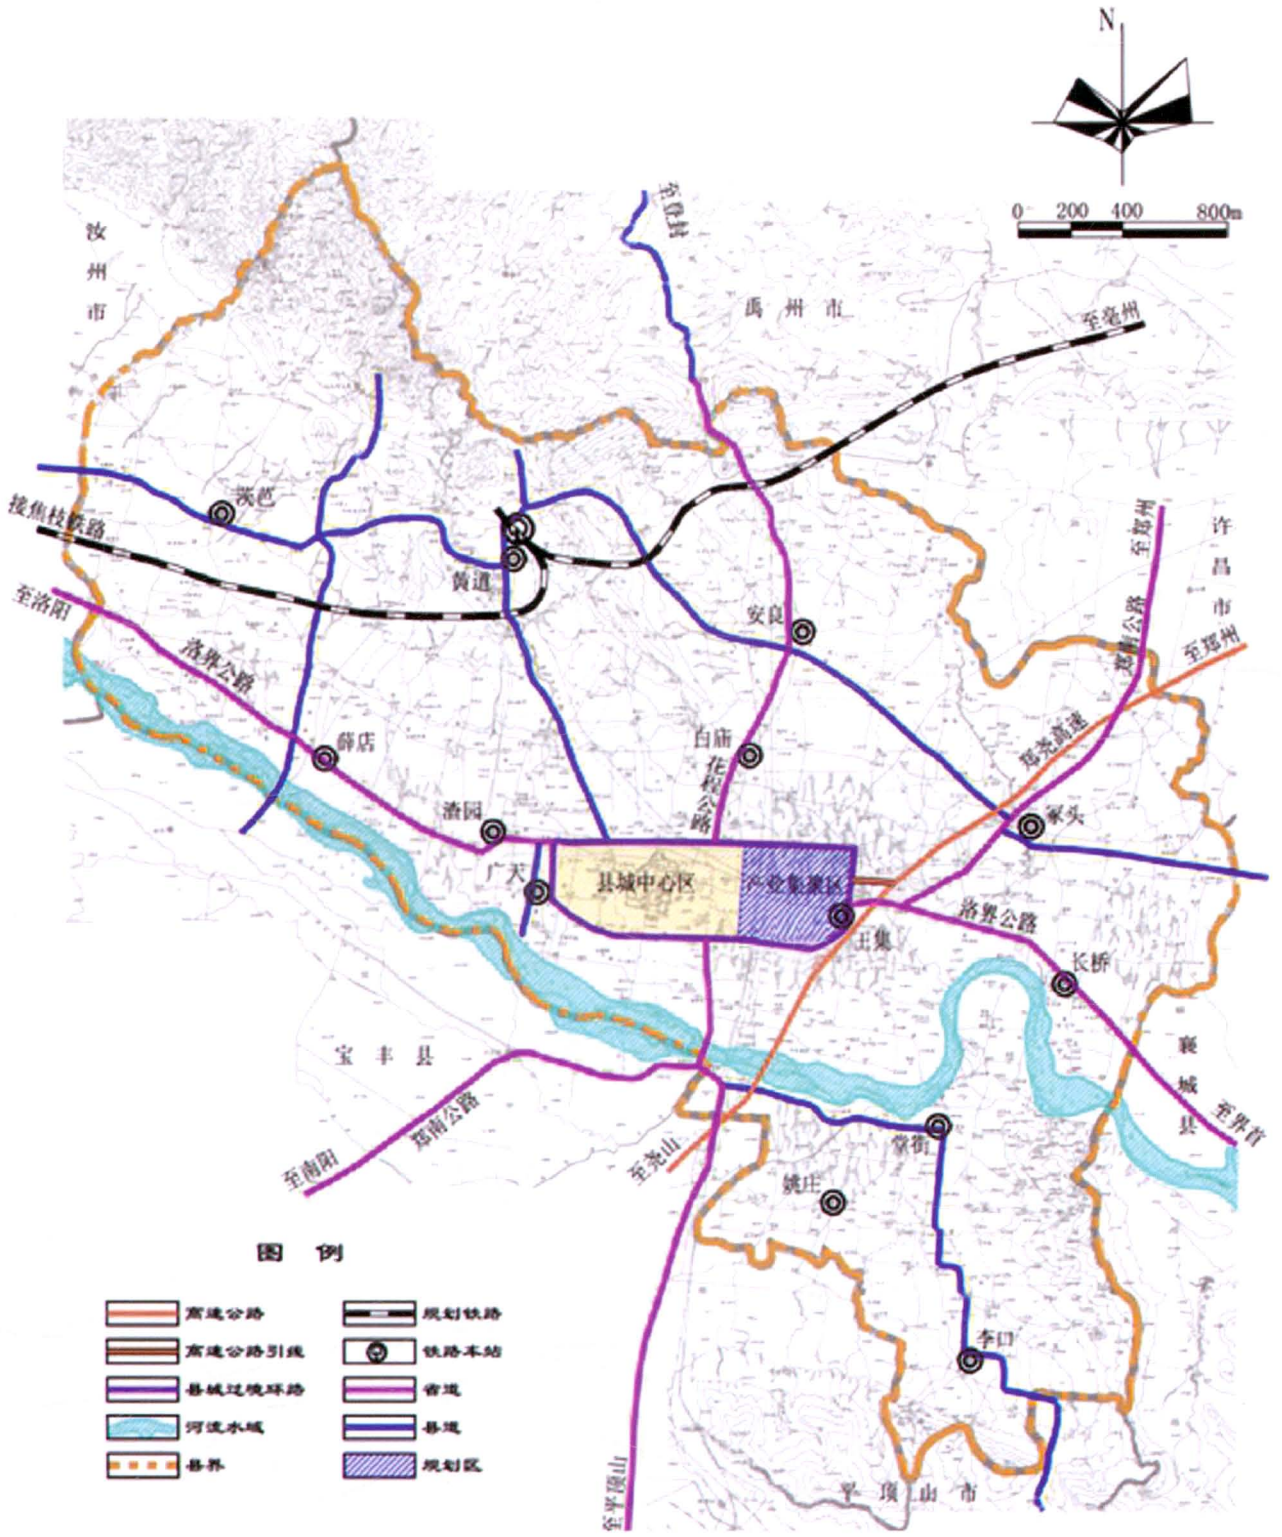 N
0 200 400 800m
至登封
汝州市
禹州市
至亳州
茨芭
接焦枝铁路
黄道
至郑州
许昌市
至洛阳
洛界公路
安良
郑南公路
至郑州
薛店
白庙
花程公路
郑尧高速
渣园
冢头
广天
县城中心区
产业集聚区
王集
洛界公路
长桥
宝丰县
襄城县
至界首
郑南公路
至南阳
至尧山
堂街
姚庄
李口
至平顶山
平顶山市
图例
高速公路
规划铁路
高速公路引线
铁路车站
县城过境环路
省道
河流水域
县道
县界
规划区